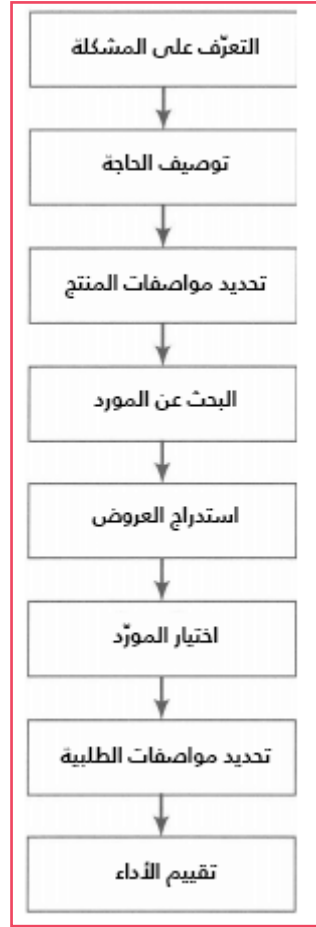 التعرّف على المشكلة
توصيف الحاجة
تحديد مواصفات المنتج
البحث عن المورد
استدراج العروض
اختيار المورّد
تحديد مواصفات الطلبية
تقييم الأداء